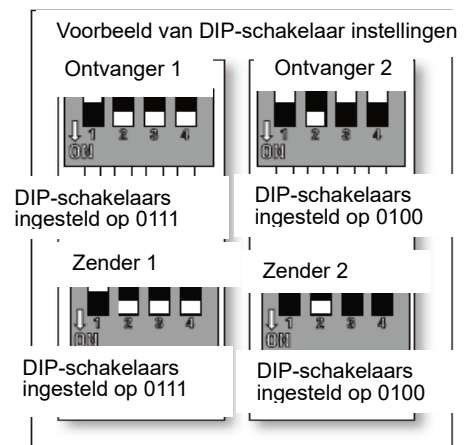 Voorbeeld van DIP-schakelaar instellingen
Ontvanger 1
1 2 3 4
ON
DIP-schakelaars
ingesteld op 0111
Ontvanger 2
1 2 3 4
ON
DIP-schakelaars
ingesteld op 0100
Zender 1
1 2 3 4
ON
DIP-schakelaars
ingesteld op 0111
Zender 2
1 2 3 4
ON
DIP-schakelaars
ingesteld op 0100